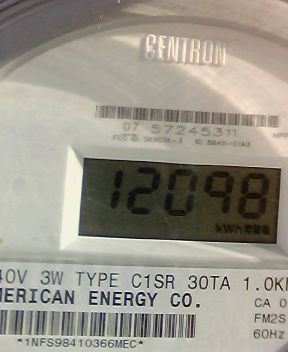 CENTRON
07 57245311
12098
kWh
40V 3W TYPE C1SR 30TA 1.0K
MERICAN ENERGY CO.
CA 0
FM2S
60Hz
*1NFS98410366MEC*